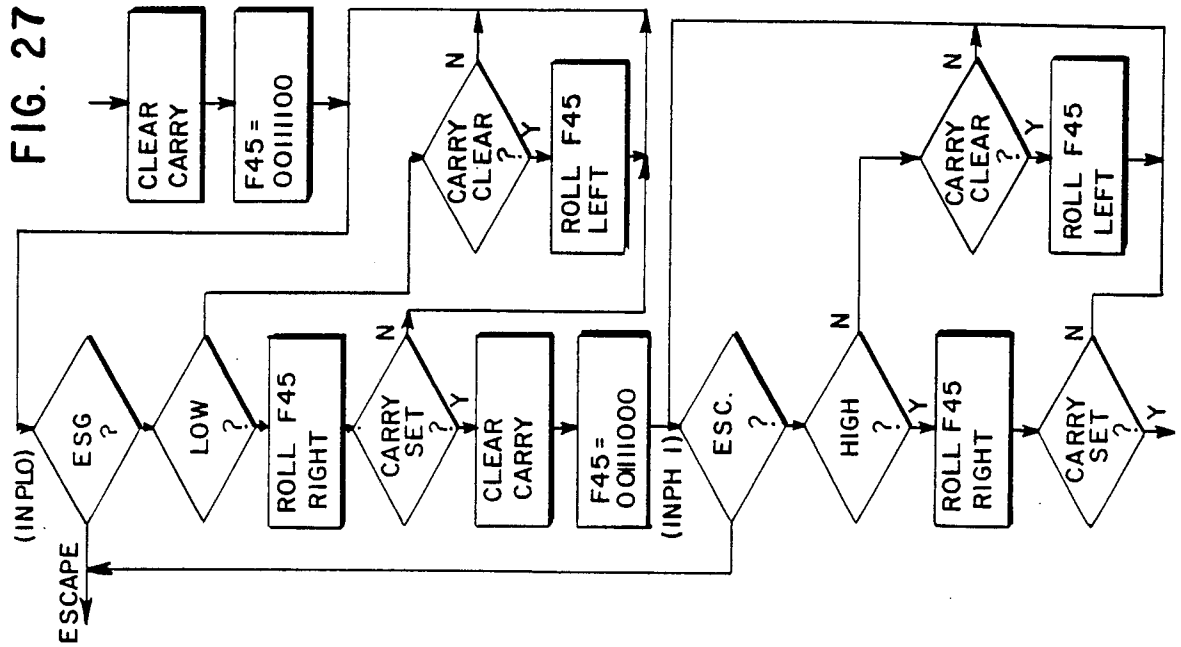 FIG. 27
CLEAR
CARRY
F45 =
00111100
(INPLO)
ESCAPE
ESG
?
LOW
?
ROLL F45
RIGHT
CARRY
SET
?
N
Y
CARRY
CLEAR
?
N
Y
ROLL F45
LEFT
CLEAR
CARRY
F45 =
00111000
(INPH 1)
ESC.
?
HIGH
?
N
Y
ROLL F45
RIGHT
CARRY
SET
?
N
Y
CARRY
CLEAR
?
N
Y
ROLL F45
LEFT